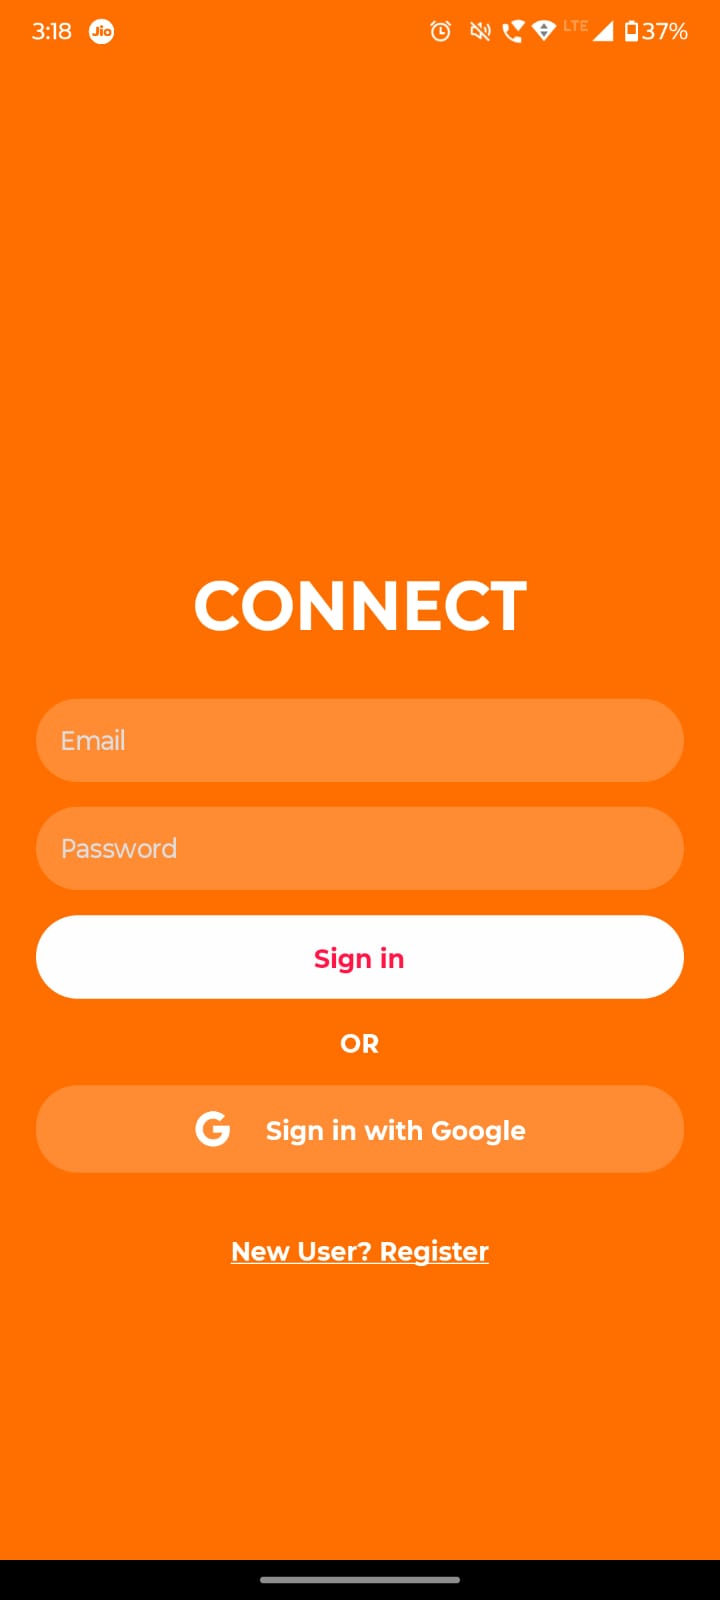 3:18 Jio LTE 37%
CONNECT
Email
Password
Sign in
OR
G Sign in with Google
New User? Register